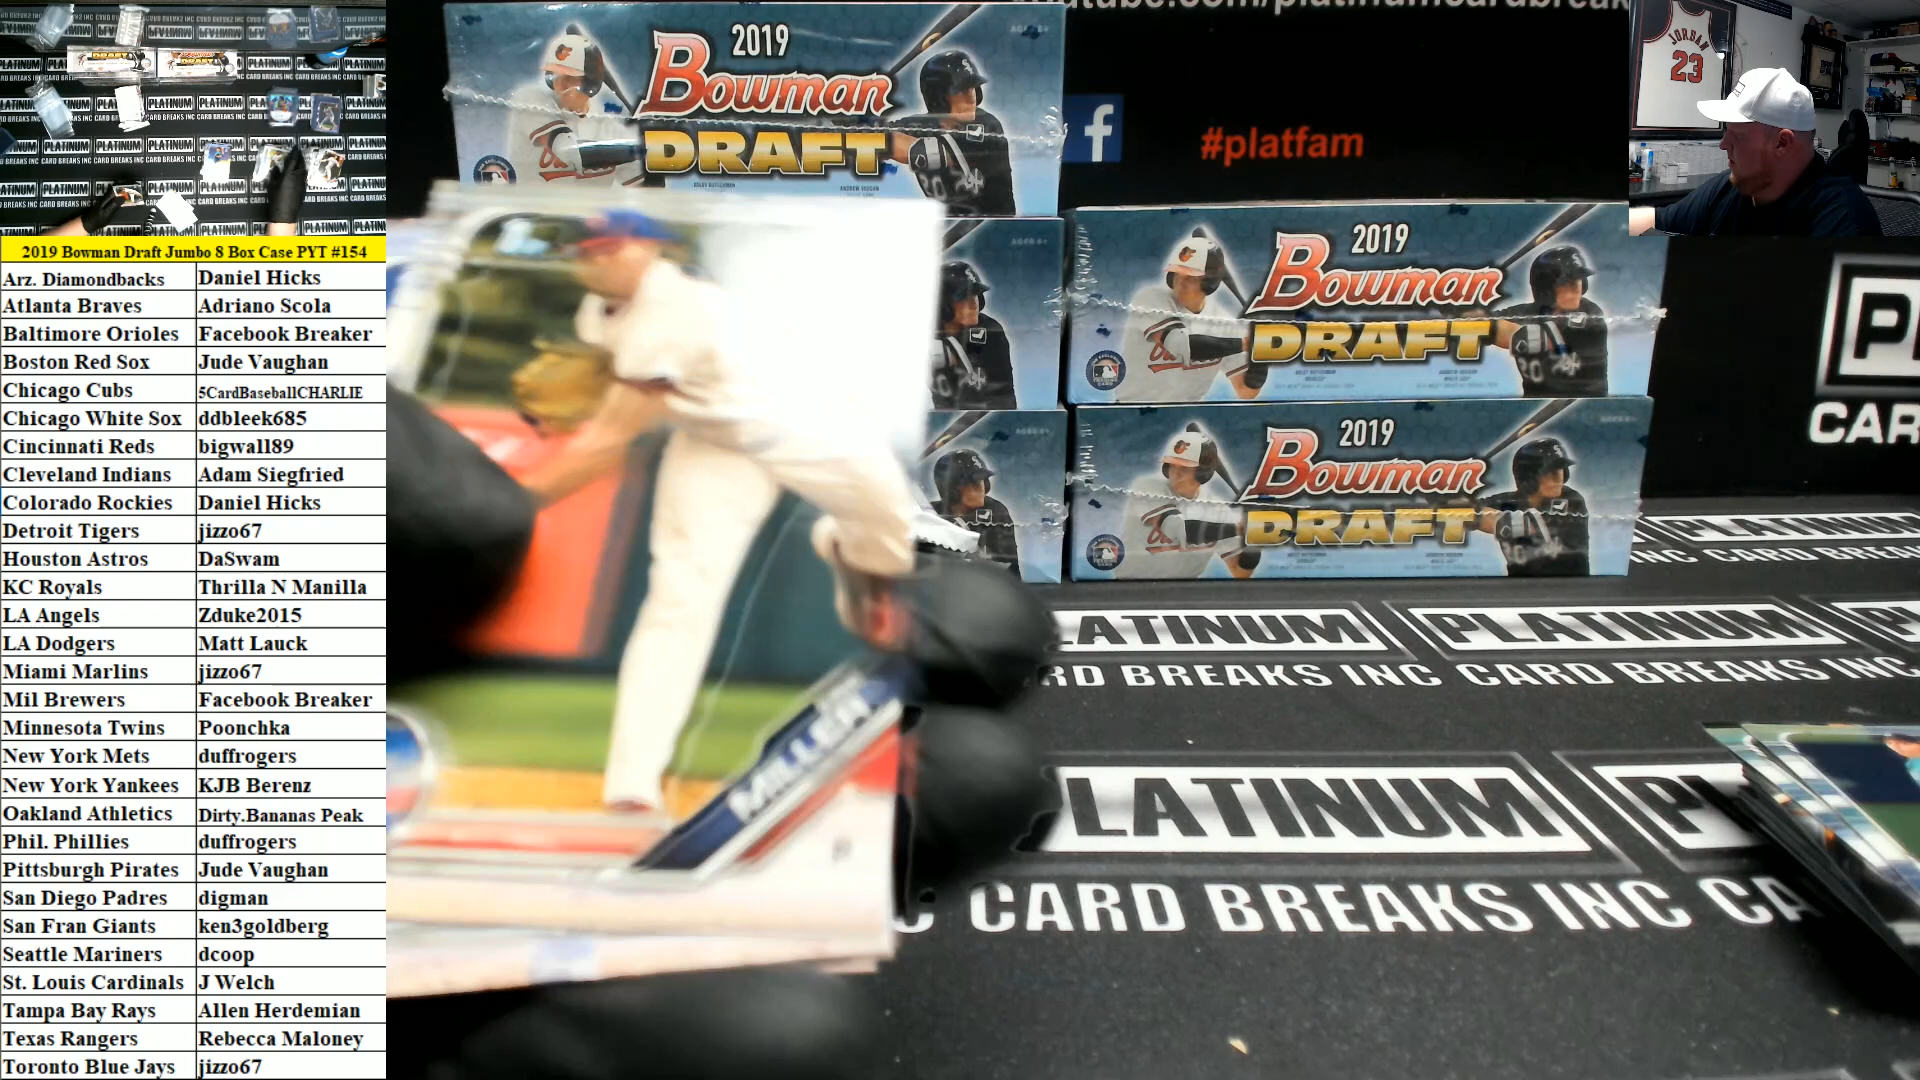 youtube.com/platinumcardbreak
2019
Bowman
DRAFT
f
#platfam
JORDAN
23
2019
Bowman
DRAFT
2019
Bowman
DRAFT
CAR
MILLER
PLATINUM
CARD BREAKS INC CARD BREAKS INC
PLATINUM
CARD BREAKS INC
2019 Bowman Draft Jumbo 8 Box Case PYT #154
Arz. Diamondbacks Daniel Hicks
Atlanta Braves Adriano Scola
Baltimore Orioles Facebook Breaker
Boston Red Sox Jude Vaughan
Chicago Cubs 5CardBaseballCHARLIE
Chicago White Sox ddbleek685
Cincinnati Reds bigwall89
Cleveland Indians Adam Siegfried
Colorado Rockies Daniel Hicks
Detroit Tigers jizzo67
Houston Astros DaSwam
KC Royals Thrilla N Manilla
LA Angels Zduke2015
LA Dodgers Matt Lauck
Miami Marlins jizzo67
Mil Brewers Facebook Breaker
Minnesota Twins Poonchka
New York Mets duffrogers
New York Yankees KJB Berenz
Oakland Athletics Dirty.Bananas Peak
Phil. Phillies duffrogers
Pittsburgh Pirates Jude Vaughan
San Diego Padres digman
San Fran Giants ken3goldberg
Seattle Mariners dcoop
St. Louis Cardinals J Welch
Tampa Bay Rays Allen Herdemian
Texas Rangers Rebecca Maloney
Toronto Blue Jays jizzo67